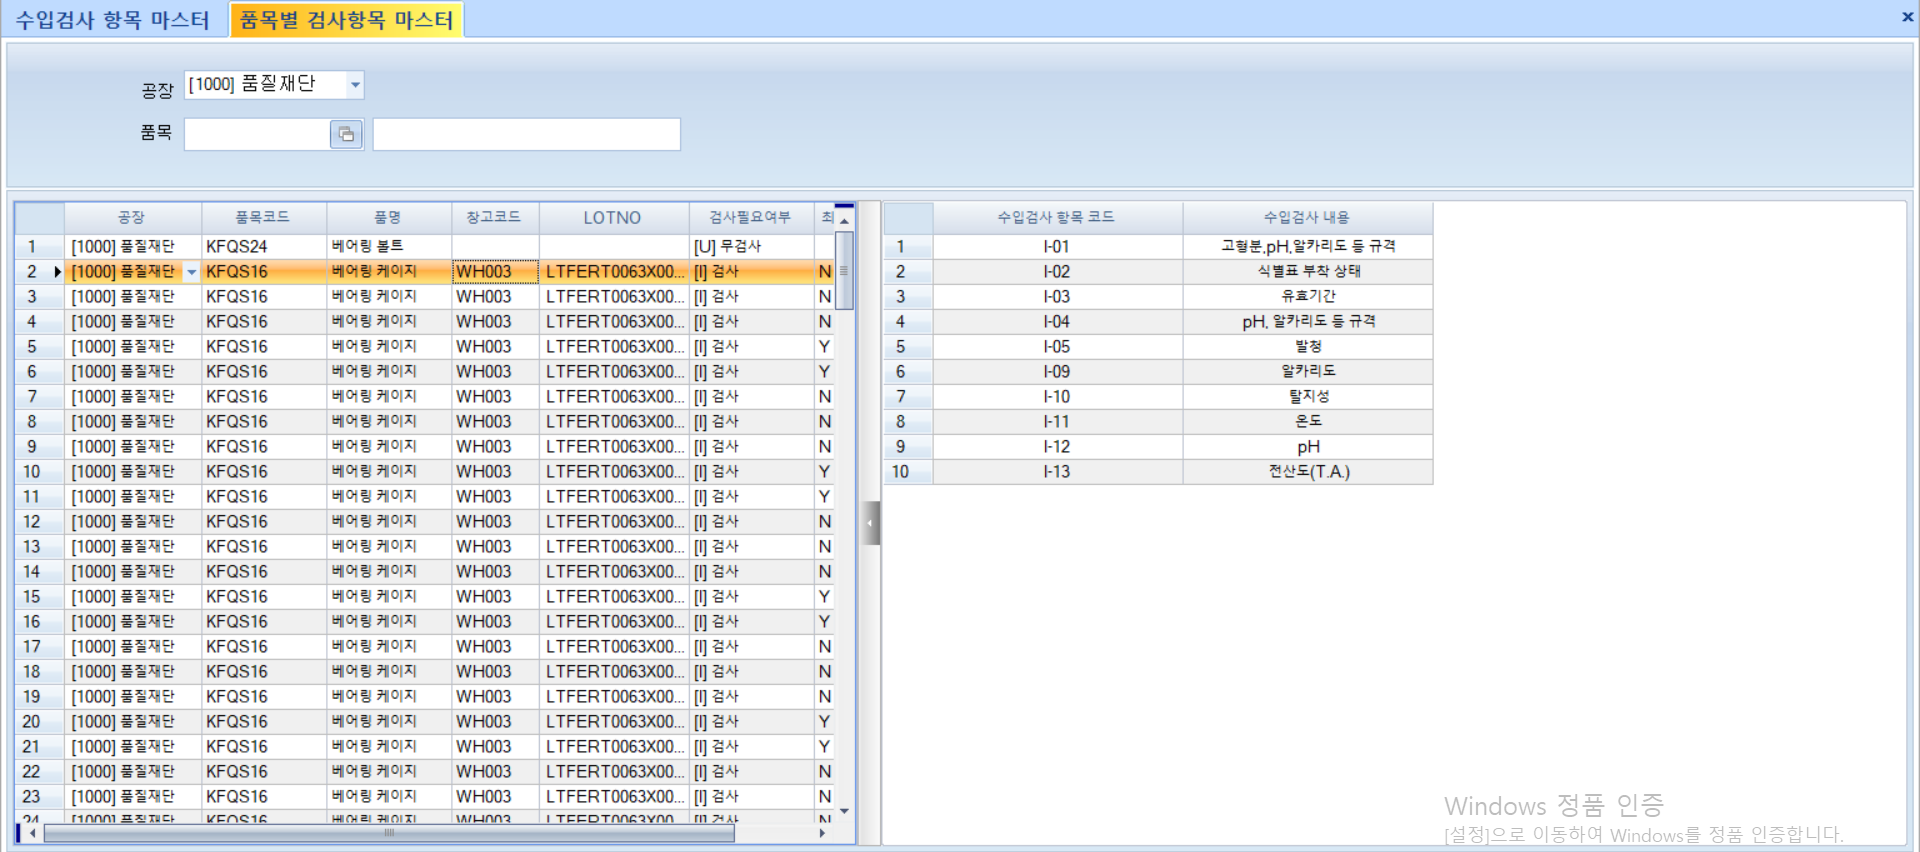 수입검사 항목 마스터 품목별 검사항목 마스터
공장 [1000] 품질재단
품목
공장 품목코드 품명 창고코드 LOTNO 검사필요여부 최
1 [1000] 품질재단 KFQS24 베어링 볼트 [U] 무검사
2 [1000] 품질재단 KFQS16 베어링 케이지 WH003 LTFERT0063X00... [I] 검사 N
3 [1000] 품질재단 KFQS16 베어링 케이지 WH003 LTFERT0063X00... [I] 검사 N
4 [1000] 품질재단 KFQS16 베어링 케이지 WH003 LTFERT0063X00... [I] 검사 N
5 [1000] 품질재단 KFQS16 베어링 케이지 WH003 LTFERT0063X00... [I] 검사 Y
6 [1000] 품질재단 KFQS16 베어링 케이지 WH003 LTFERT0063X00... [I] 검사 Y
7 [1000] 품질재단 KFQS16 베어링 케이지 WH003 LTFERT0063X00... [I] 검사 N
8 [1000] 품질재단 KFQS16 베어링 케이지 WH003 LTFERT0063X00... [I] 검사 N
9 [1000] 품질재단 KFQS16 베어링 케이지 WH003 LTFERT0063X00... [I] 검사 N
10 [1000] 품질재단 KFQS16 베어링 케이지 WH003 LTFERT0063X00... [I] 검사 Y
11 [1000] 품질재단 KFQS16 베어링 케이지 WH003 LTFERT0063X00... [I] 검사 Y
12 [1000] 품질재단 KFQS16 베어링 케이지 WH003 LTFERT0063X00... [I] 검사 N
13 [1000] 품질재단 KFQS16 베어링 케이지 WH003 LTFERT0063X00... [I] 검사 N
14 [1000] 품질재단 KFQS16 베어링 케이지 WH003 LTFERT0063X00... [I] 검사 N
15 [1000] 품질재단 KFQS16 베어링 케이지 WH003 LTFERT0063X00... [I] 검사 Y
16 [1000] 품질재단 KFQS16 베어링 케이지 WH003 LTFERT0063X00... [I] 검사 Y
17 [1000] 품질재단 KFQS16 베어링 케이지 WH003 LTFERT0063X00... [I] 검사 N
18 [1000] 품질재단 KFQS16 베어링 케이지 WH003 LTFERT0063X00... [I] 검사 N
19 [1000] 품질재단 KFQS16 베어링 케이지 WH003 LTFERT0063X00... [I] 검사 N
20 [1000] 품질재단 KFQS16 베어링 케이지 WH003 LTFERT0063X00... [I] 검사 Y
21 [1000] 품질재단 KFQS16 베어링 케이지 WH003 LTFERT0063X00... [I] 검사 Y
22 [1000] 품질재단 KFQS16 베어링 케이지 WH003 LTFERT0063X00... [I] 검사 N
23 [1000] 품질재단 KFQS16 베어링 케이지 WH003 LTFERT0063X00... [I] 검사 N
24 [1000] 품질재단 KFQS16 베어링 케이지 WH003 LTFERT0063X00... [I] 검사 N
수입검사 항목 코드 수입검사 내용
1 I-01 고형분,pH,알카리도 등 규격
2 I-02 식별표 부착 상태
3 I-03 유효기간
4 I-04 pH, 알카리도 등 규격
5 I-05 발청
6 I-09 알카리도
7 I-10 탈지성
8 I-11 온도
9 I-12 pH
10 I-13 전산도(T.A.)
Windows 정품 인증
[설정]으로 이동하여 Windows를 정품 인증합니다.